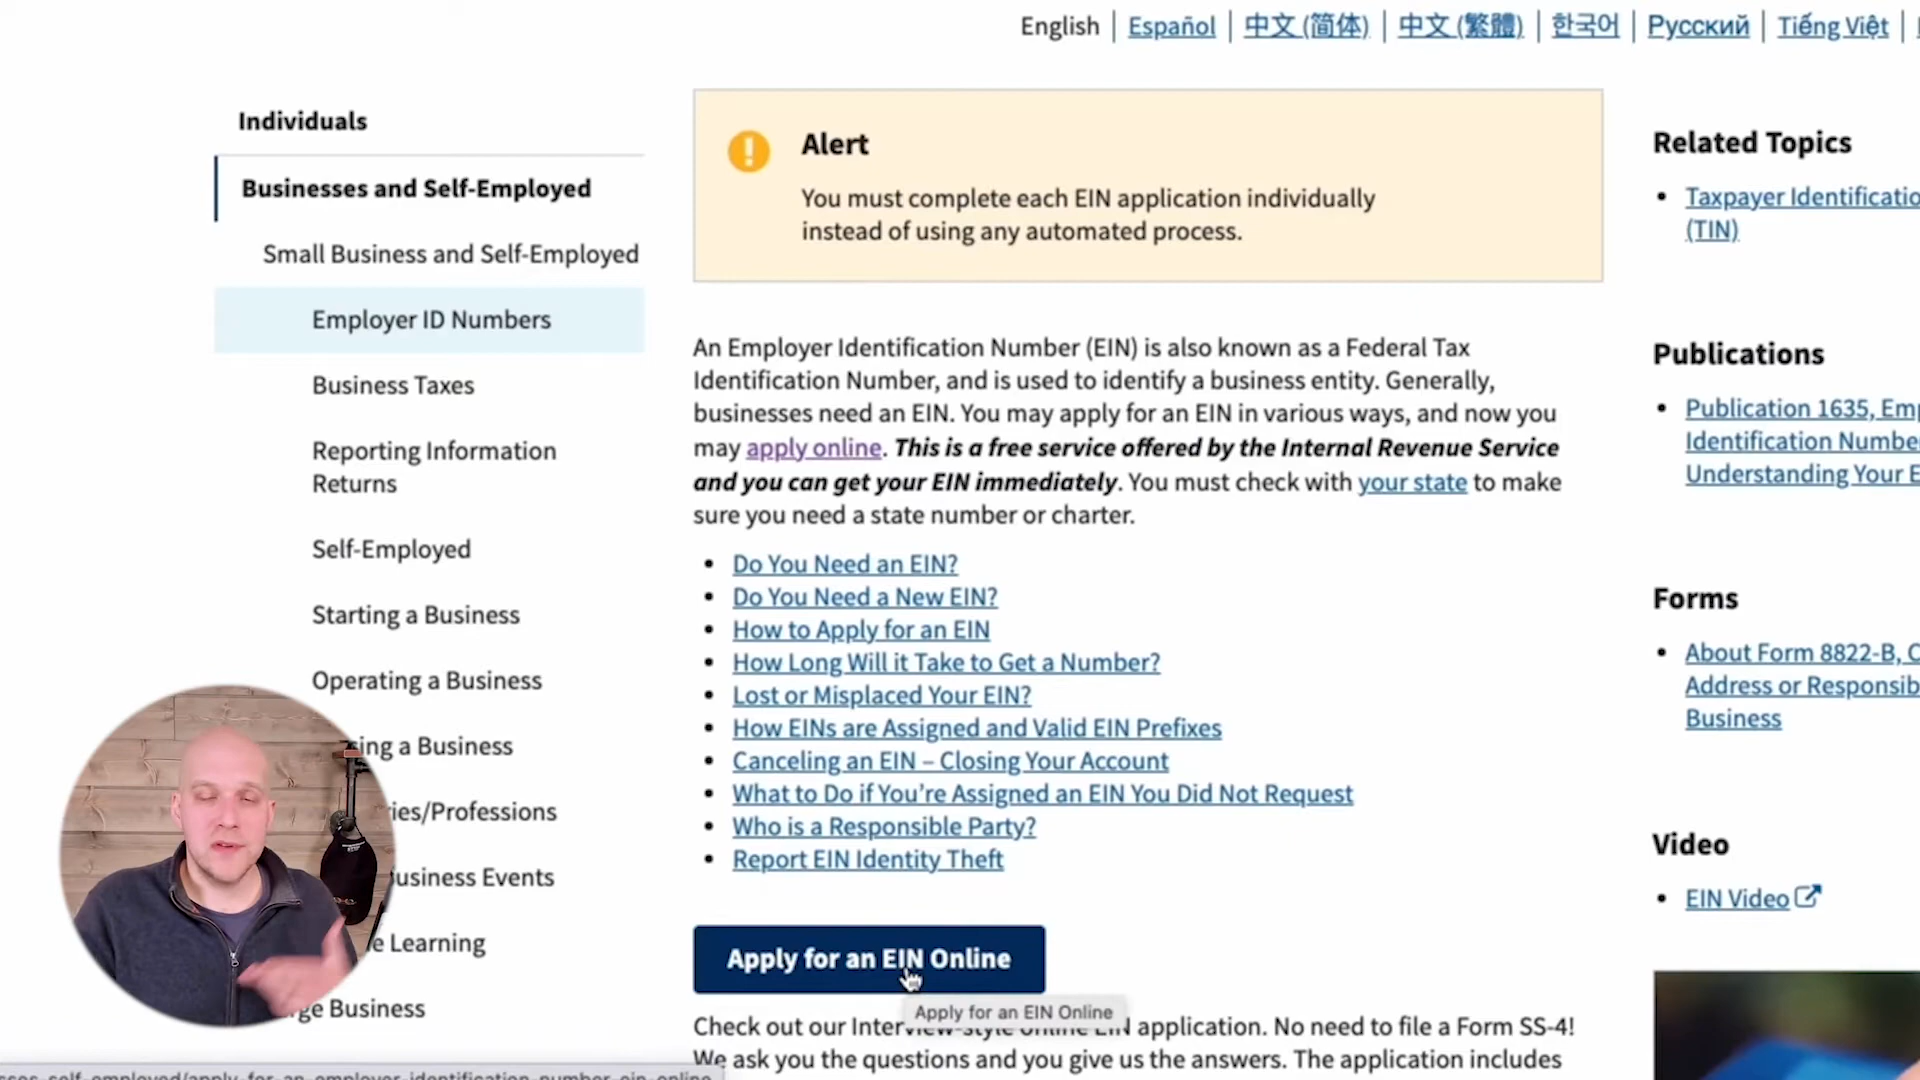 English | Español | 中文 (简体) | 中文 (繁體) | 한국어 | Русский | Tiếng Việt |
Individuals
Businesses and Self-Employed
Small Business and Self-Employed
Employer ID Numbers
Business Taxes
Reporting Information
Returns
Self-Employed
Starting a Business
Operating a Business
ing a Business
ies/Professions
usiness Events
e Learning
ge Business
Alert
You must complete each EIN application individually
instead of using any automated process.
An Employer Identification Number (EIN) is also known as a Federal Tax
Identification Number, and is used to identify a business entity. Generally,
businesses need an EIN. You may apply for an EIN in various ways, and now you
may apply online. This is a free service offered by the Internal Revenue Service
and you can get your EIN immediately. You must check with your state to make
sure you need a state number or charter.
• Do You Need an EIN?
• Do You Need a New EIN?
• How to Apply for an EIN
• How Long Will it Take to Get a Number?
• Lost or Misplaced Your EIN?
• How EINs are Assigned and Valid EIN Prefixes
• Canceling an EIN – Closing Your Account
• What to Do if You’re Assigned an EIN You Did Not Request
• Who is a Responsible Party?
• Report EIN Identity Theft
Apply for an EIN Online
Apply for an EIN Online
Check out our Interview-style online EIN application. No need to file a Form SS-4!
We ask you the questions and you give us the answers. The application includes
Related Topics
• Taxpayer Identificatio
(TIN)
Publications
• Publication 1635, Emp
Identification Number
Understanding Your E
Forms
• About Form 8822-B, C
Address or Responsib
Business
Video
• EIN Video